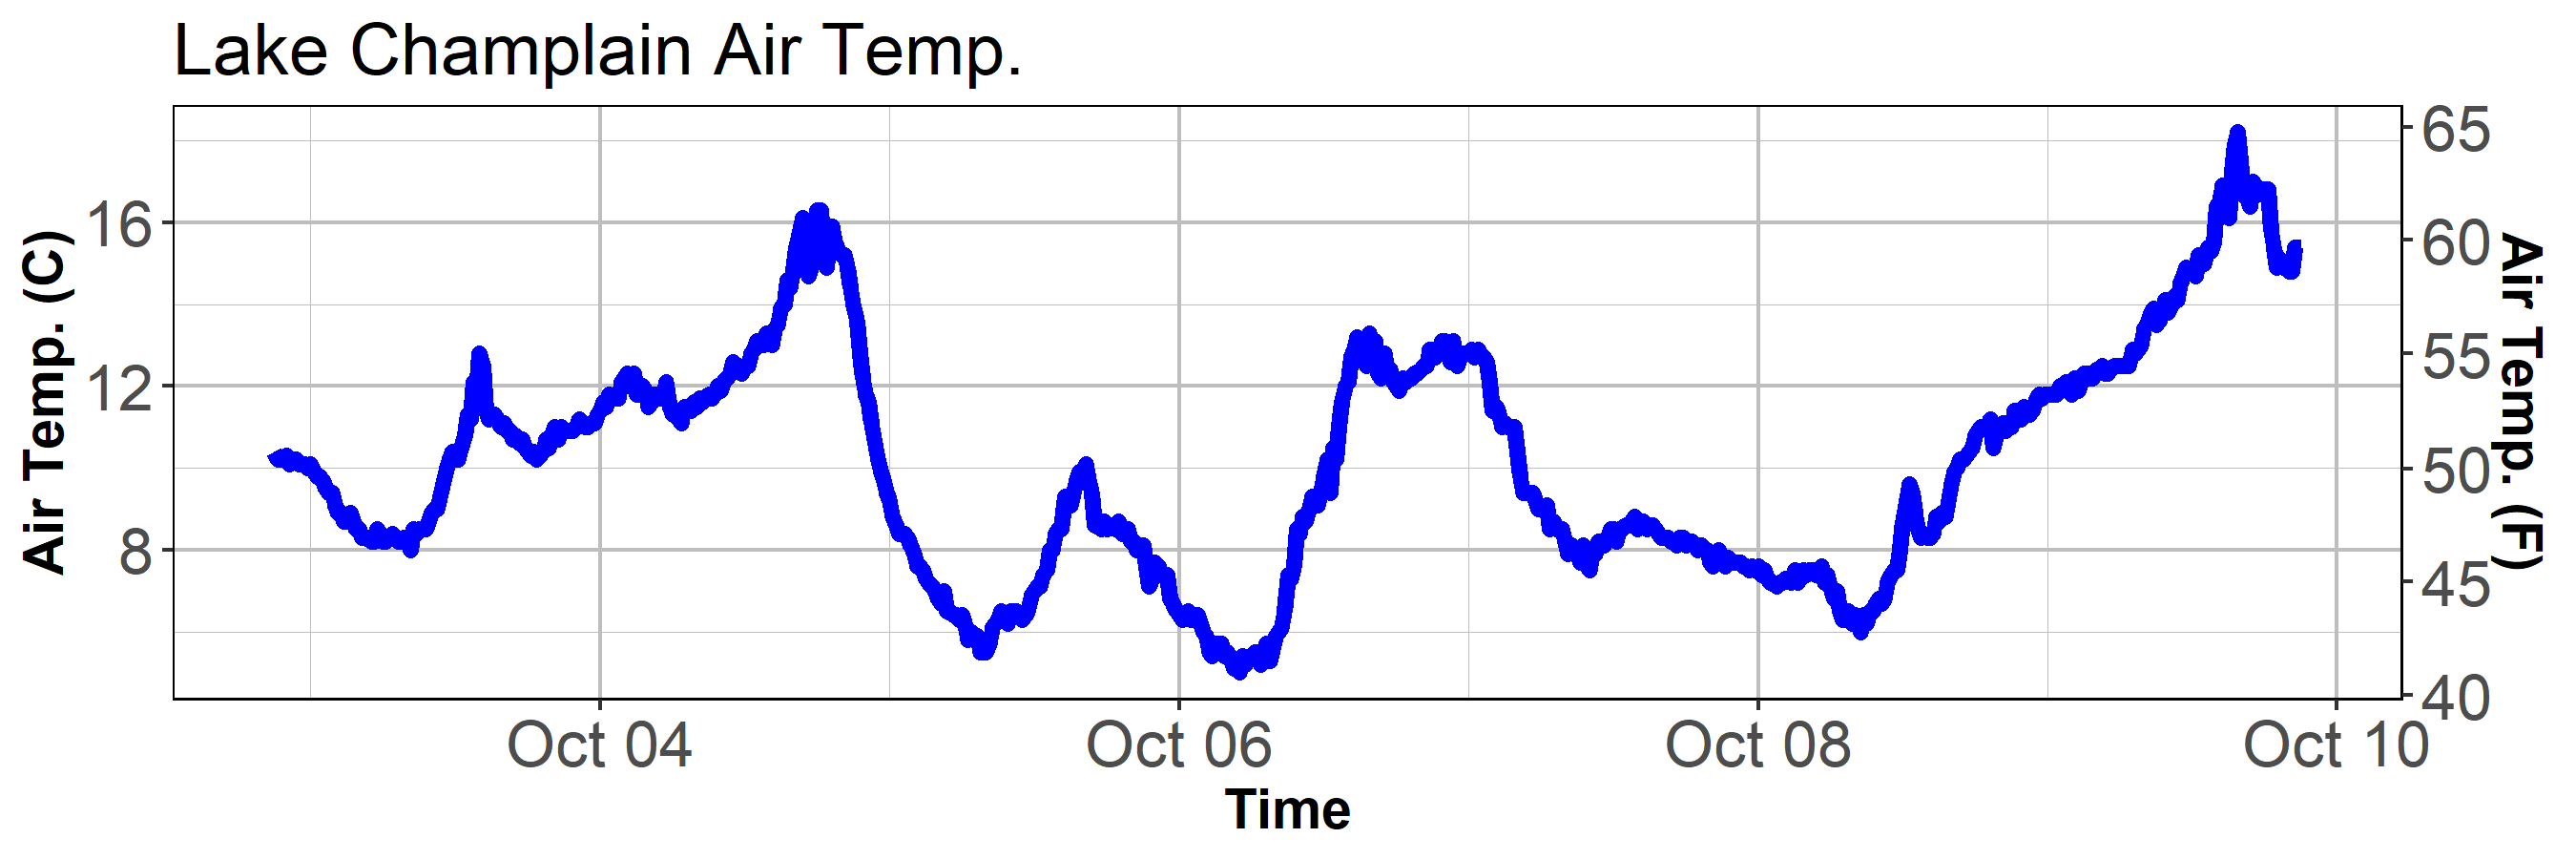 Lake Champlain Air Temp.
Air Temp. (C)
16
12
8
65
60
55
50
45
40
Air Temp. (F)
Oct 04 Oct 06 Oct 08 Oct 10
Time